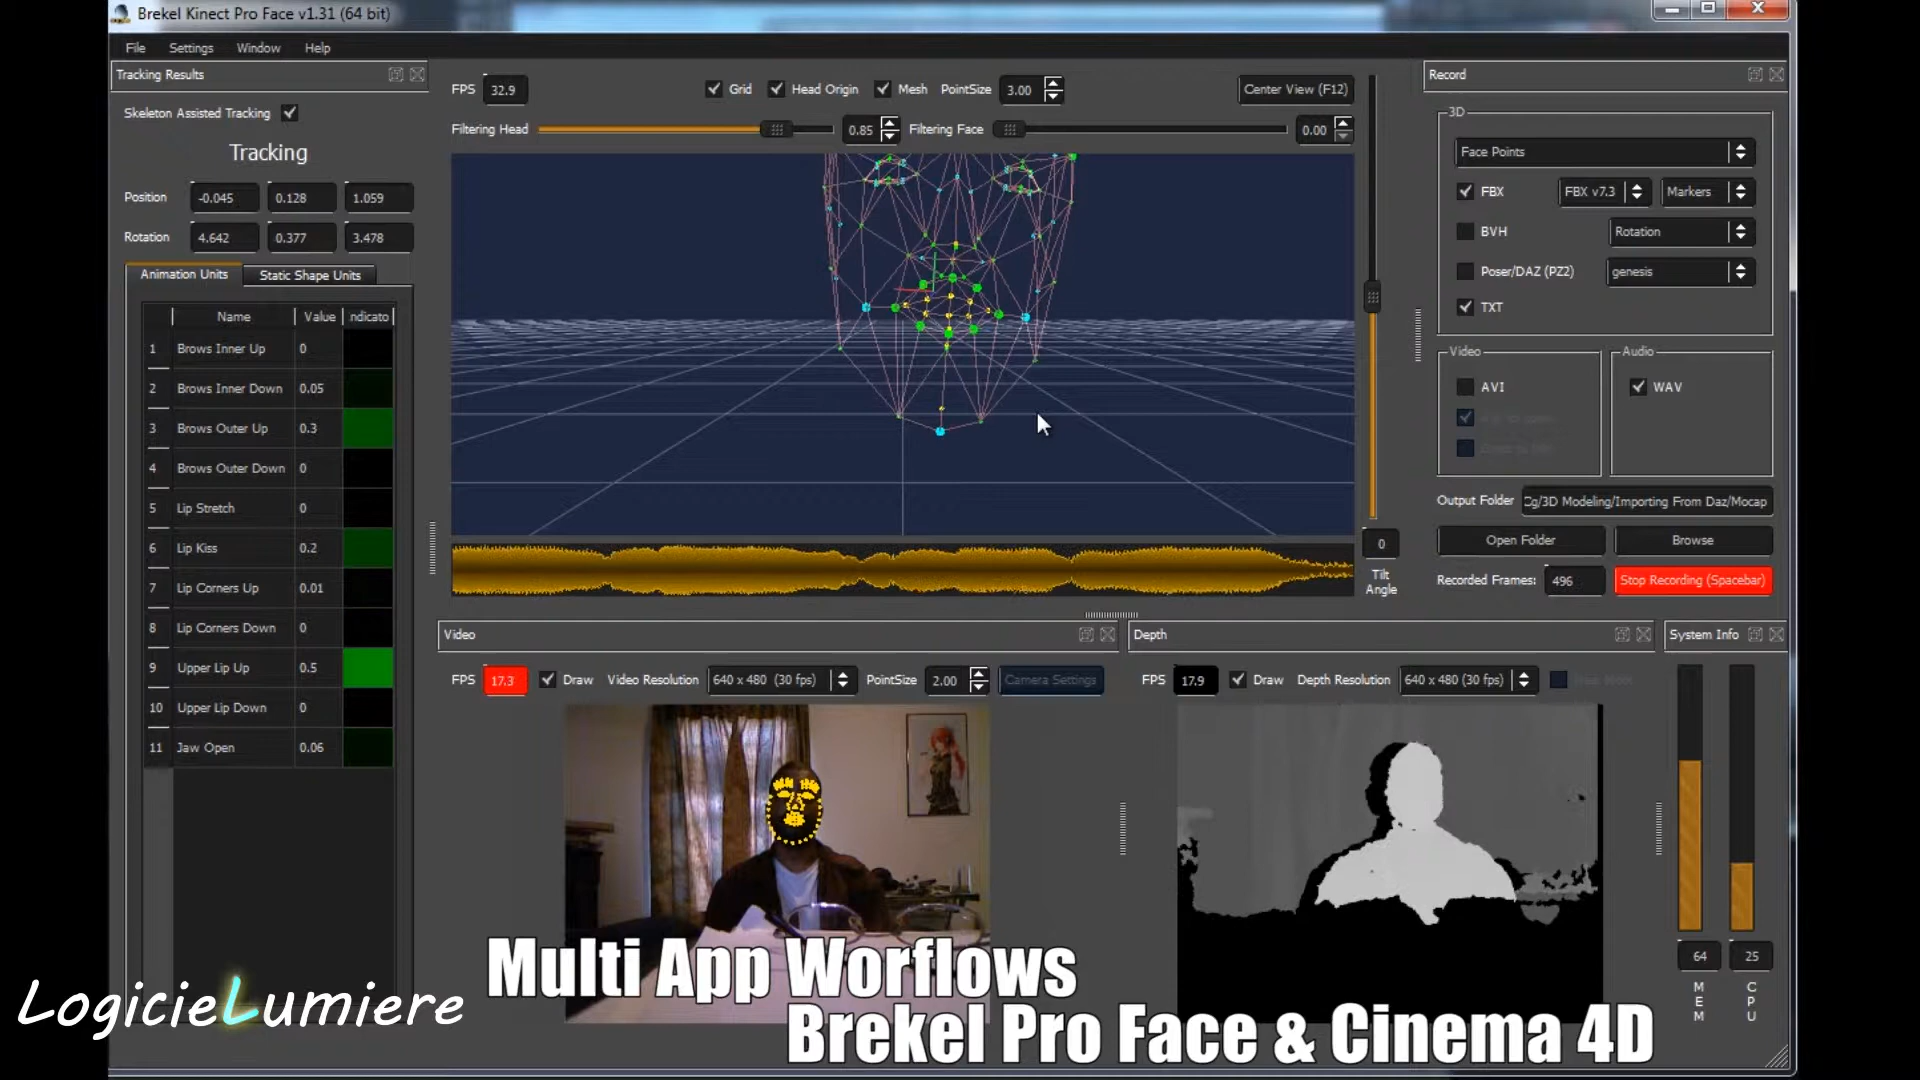 Brekel Kinect Pro Face v1.31 (64 bit)
File Settings Window Help
Tracking Results
Skeleton Assisted Tracking
Tracking
Position -0.045 0.128 1.059
Rotation 4.642 0.377 3.478
Animation Units Static Shape Units
Name Value ndicato
1 Brows Inner Up 0
2 Brows Inner Down 0.05
3 Brows Outer Up 0.3
4 Brows Outer Down 0
5 Lip Stretch 0
6 Lip Kiss 0.2
7 Lip Corners Up 0.01
8 Lip Corners Down 0
9 Upper Lip Up 0.5
10 Upper Lip Down 0
11 Jaw Open 0.06
FPS 32.9 Grid Head Origin Mesh PointSize 3.00 Center View (F12)
Filtering Head 0.85 Filtering Face 0.00
0
Tilt
Angle
Record
3D
Face Points
FBX FBX v7.3 Markers
BVH Rotation
Poser/DAZ (PZ2) genesis
TXT
Video Audio
AVI WAV
Output Folder Cg/3D Modeling/Importing From Daz/Mocap
Open Folder Browse
Recorded Frames: 496 Stop Recording (Spacebar)
Video
FPS 17.3 Draw Video Resolution 640 x 480 (30 fps) PointSize 2.00 Camera Settings
Depth
FPS 17.9 Draw Depth Resolution 640 x 480 (30 fps)
System Info
64 25
MEM CPU
LogicieLumiere
Multi App Worflows
Brekel Pro Face & Cinema 4D